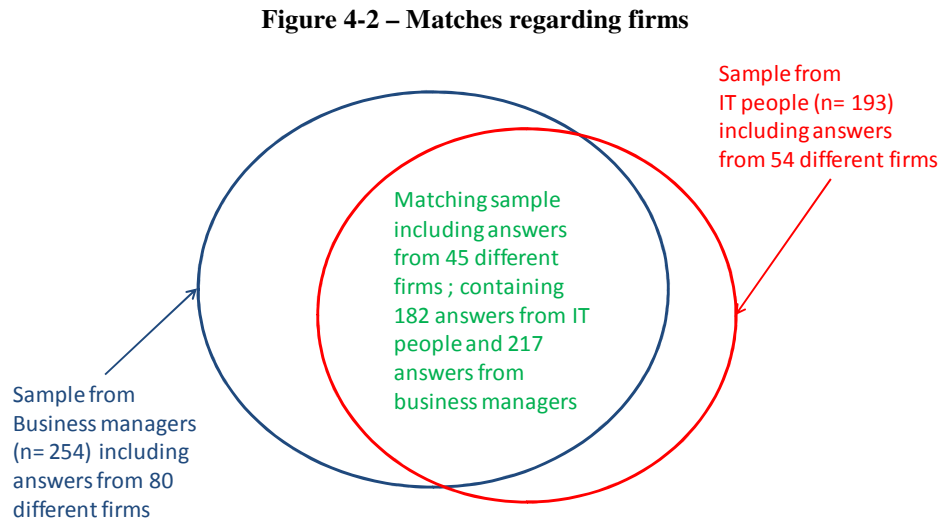 Figure 4-2 – Matches regarding firms
Sample from
IT people (n= 193)
including answers
from 54 different firms
Matching sample
including answers
from 45 different
firms ; containing
182 answers from IT
people and 217
answers from
business managers
Sample from
Business managers
(n= 254) including
answers from 80
different firms